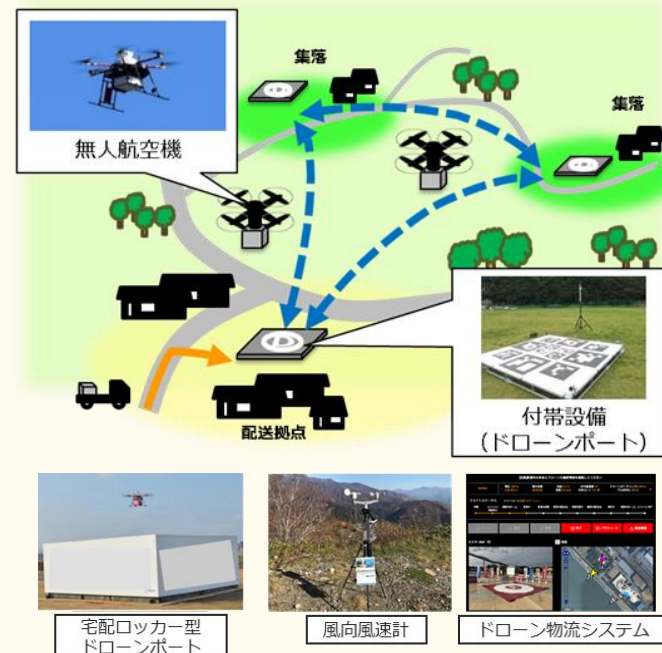 集落
集落
無人航空機
付帯設備
(ドローンポート)
配送拠点
宅配ロッカー型
ドローンポート
風向風速計
ドローン物流システム